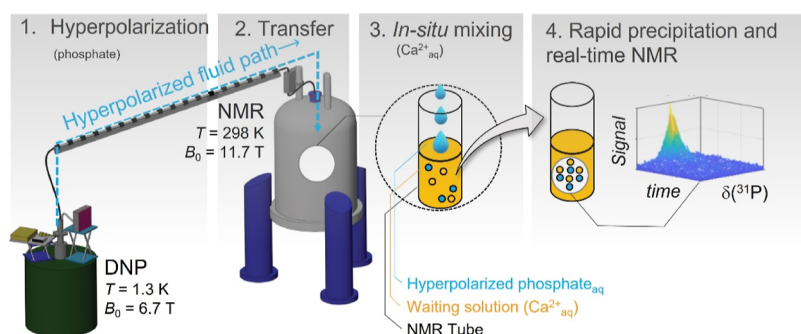 1. Hyperpolarization
(phosphate)
2. Transfer
3. In-situ mixing
(Ca²⁺aq)
4. Rapid precipitation and
real-time NMR
Hyperpolarized fluid path→
NMR
T = 298 K
B₀ = 11.7 T
DNP
T = 1.3 K
B₀ = 6.7 T
Signal
time
δ(³¹P)
Hyperpolarized phosphateaq
Waiting solution (Ca²⁺aq)
NMR Tube